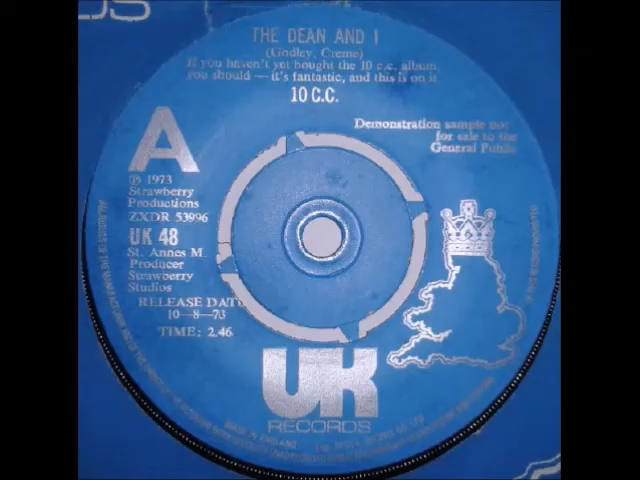 THE DEAN AND I
(Godley, Creme)
If you haven't yet bought the 10 c.c. album,
you should — it's fantastic, and this is on it
10 C.C.
A
Demonstration sample not
for sale to the
General Public
℗ 1973
Strawberry
Productions
ZXDR 53996
UK 48
St. Annes M.
Producer
Strawberry
Studios
RELEASE DATE
10—8—73
TIME: 2.46
UK
RECORDS
MADE IN ENGLAND